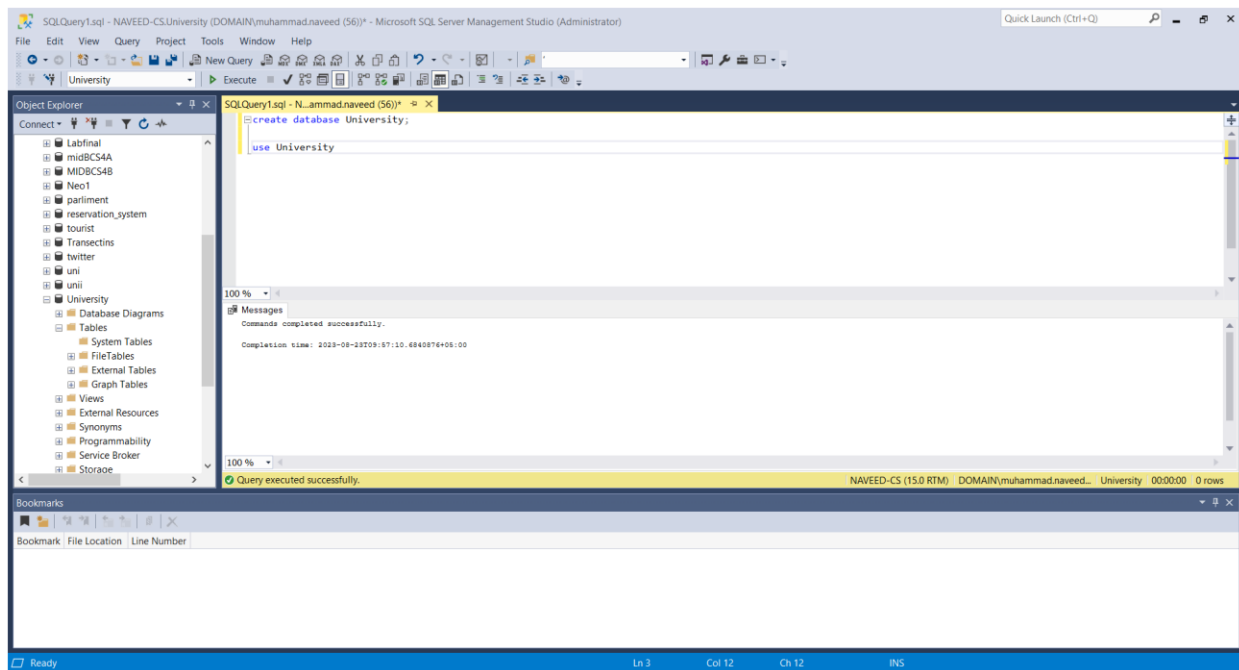 SQLQuery1.sql - NAVEED-CS.University (DOMAIN\muhammad.naveed (56))* - Microsoft SQL Server Management Studio (Administrator)
Quick Launch (Ctrl+Q)
File Edit View Query Project Tools Window Help
New Query
University
Execute
Object Explorer
SQLQuery1.sql - N...ammad.naveed (56))*
Connect
Labfinal
midBCS4A
MIDBCS4B
Neo1
parliment
reservation_system
tourist
Transectins
twitter
uni
unii
University
Database Diagrams
Tables
System Tables
FileTables
External Tables
Graph Tables
Views
External Resources
Synonyms
Programmability
Service Broker
Storage
create database University;
use University
100 %
Messages
Commands completed successfully.
Completion time: 2023-08-23T09:57:10.6840876+05:00
100 %
Query executed successfully.
NAVEED-CS (15.0 RTM) DOMAIN\muhammad.naveed... University 00:00:00 0 rows
Bookmarks
Bookmark File Location Line Number
Ready
Ln 3 Col 12 Ch 12 INS